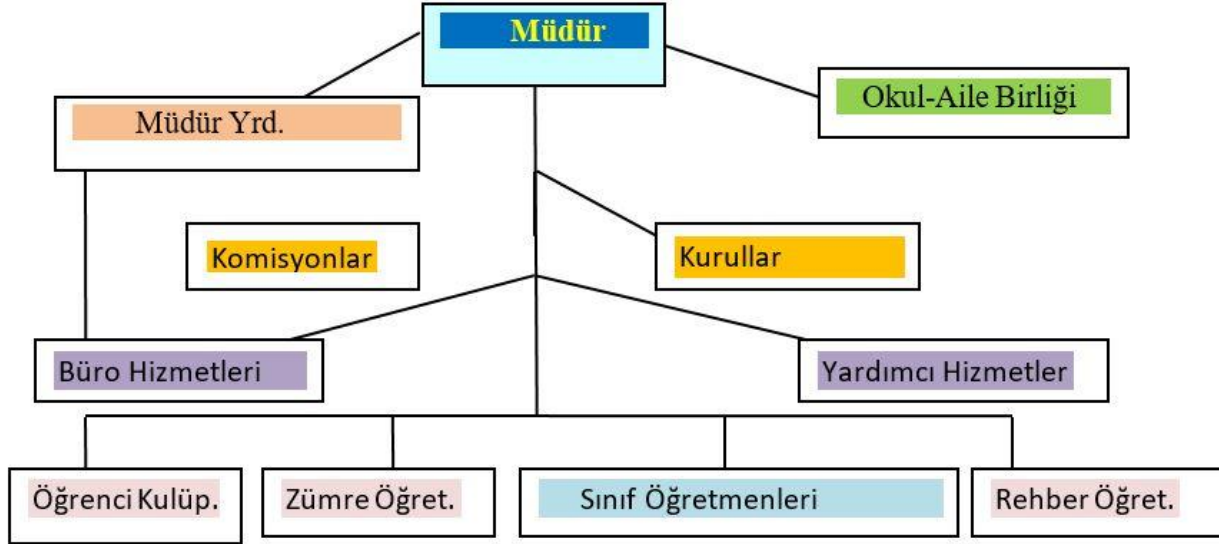 Müdür
Okul-Aile Birliği
Müdür Yrd.
Komisyonlar
Kurullar
Büro Hizmetleri
Yardımcı Hizmetler
Öğrenci Kulüp.
Zümre Öğret.
Sınıf Öğretmenleri
Rehber Öğret.